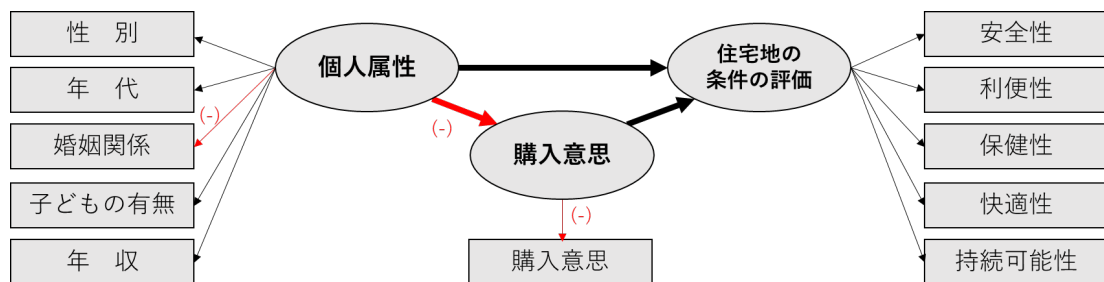 性　別
年　代
(-)
婚姻関係
子どもの有無
年　収
個人属性
(-)
購入意思
(-)
購入意思
住宅地の
条件の評価
安全性
利便性
保健性
快適性
持続可能性